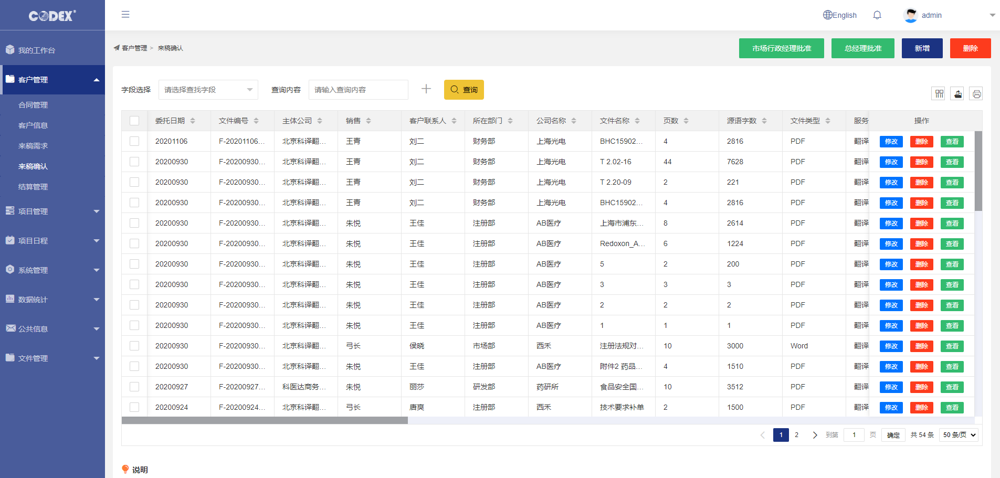 CODEX®
English
admin
我的工作台
客户管理
合同管理
客户信息
来稿需求
来稿确认
结算管理
项目管理
项目日程
系统管理
数据统计
公共信息
文件管理
客户管理 > 来稿确认
市场行政经理批准 总经理批准 新增 删除
字段选择 请选择查找字段 查询内容 请输入查询内容 查询
委托日期 文件编号 主体公司 销售 客户联系人 所在部门 公司名称 文件名称 页数 源语字数 文件类型 服务 操作
20201106 F-20201106... 北京科译翻... 王青 刘二 财务部 上海光电 BHC15902... 4 2816 PDF 翻译 修改 删除 查看
20200930 F-20200930... 北京科译翻... 王青 刘二 财务部 上海光电 T 2.02-16 44 7628 PDF 翻译 修改 删除 查看
20200930 F-20200930... 北京科译翻... 王青 刘二 财务部 上海光电 T 2.20-09 2 221 PDF 翻译 修改 删除 查看
20200930 F-20200930... 北京科译翻... 王青 刘二 财务部 上海光电 BHC15902... 4 2816 PDF 翻译 修改 删除 查看
20200930 F-20200930... 北京科译翻... 朱悦 王佳 注册部 AB医疗 上海市浦东... 8 2614 PDF 翻译 修改 删除 查看
20200930 F-20200930... 北京科译翻... 朱悦 王佳 注册部 AB医疗 Redoxon_A... 6 1224 PDF 翻译 修改 删除 查看
20200930 F-20200930... 北京科译翻... 朱悦 王佳 注册部 AB医疗 5 2 200 PDF 翻译 修改 删除 查看
20200930 F-20200930... 北京科译翻... 朱悦 王佳 注册部 AB医疗 3 3 3 PDF 翻译 修改 删除 查看
20200930 F-20200930... 北京科译翻... 朱悦 王佳 注册部 AB医疗 2 2 2 PDF 翻译 修改 删除 查看
20200930 F-20200930... 北京科译翻... 朱悦 王佳 注册部 AB医疗 1 1 1 PDF 翻译 修改 删除 查看
20200930 F-20200930... 北京科译翻... 弓长 侯晓 市场部 西禾 注册法规对... 10 3000 Word 翻译 修改 删除 查看
20200930 F-20200930... 北京科译翻... 朱悦 王佳 注册部 AB医疗 附件2 药品... 4 1510 PDF 翻译 修改 删除 查看
20200927 F-20200927... 科医达商务... 朱悦 丽莎 研发部 药研所 食品安全国... 10 3512 PDF 翻译 修改 删除 查看
20200924 F-20200924... 北京科译翻... 弓长 唐爽 注册部 西禾 技术要求补单 2 1500 PDF 翻译 修改 删除 查看
1 2 到第 1 页 确定 共 54 条 50 条/页
说明